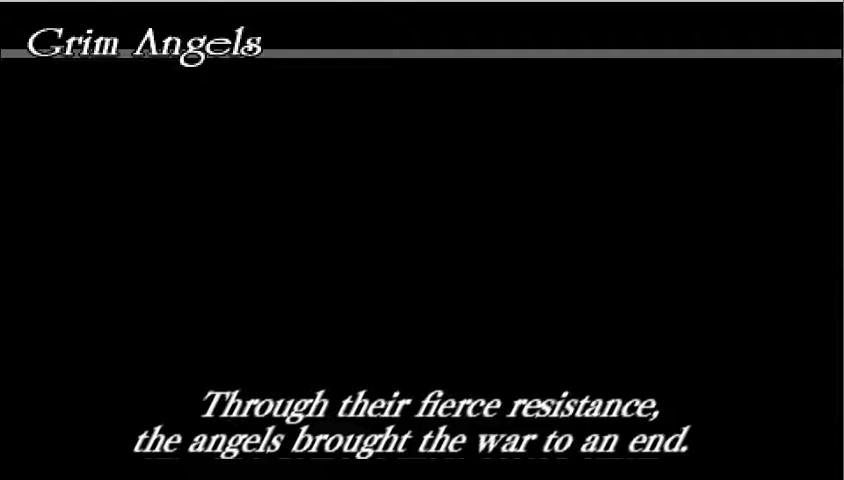 Grim Angels
Through their fierce resistance,
the angels brought the war to an end.